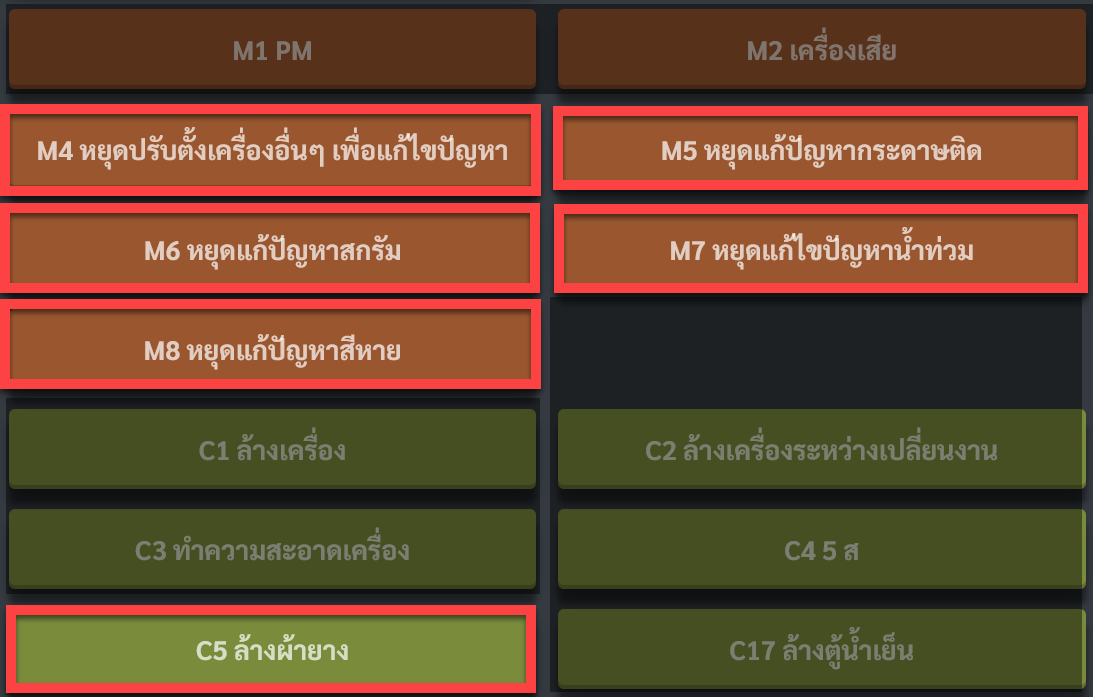 M1 PM
M2 เครื่องเสีย
M4 หยุดปรับตั้งเครื่องอื่นๆ เพื่อแก้ไขปัญหา
M5 หยุดแก้ปัญหากระดาษติด
M6 หยุดแก้ปัญหาสกรัม
M7 หยุดแก้ไขปัญหาน้ำท่วม
M8 หยุดแก้ปัญหาสีหาย
C1 ล้างเครื่อง
C2 ล้างเครื่องระหว่างเปลี่ยนงาน
C3 ทำความสะอาดเครื่อง
C4 5 ส
C5 ล้างผ้ายาง
C17 ล้างตู้น้ำเย็น